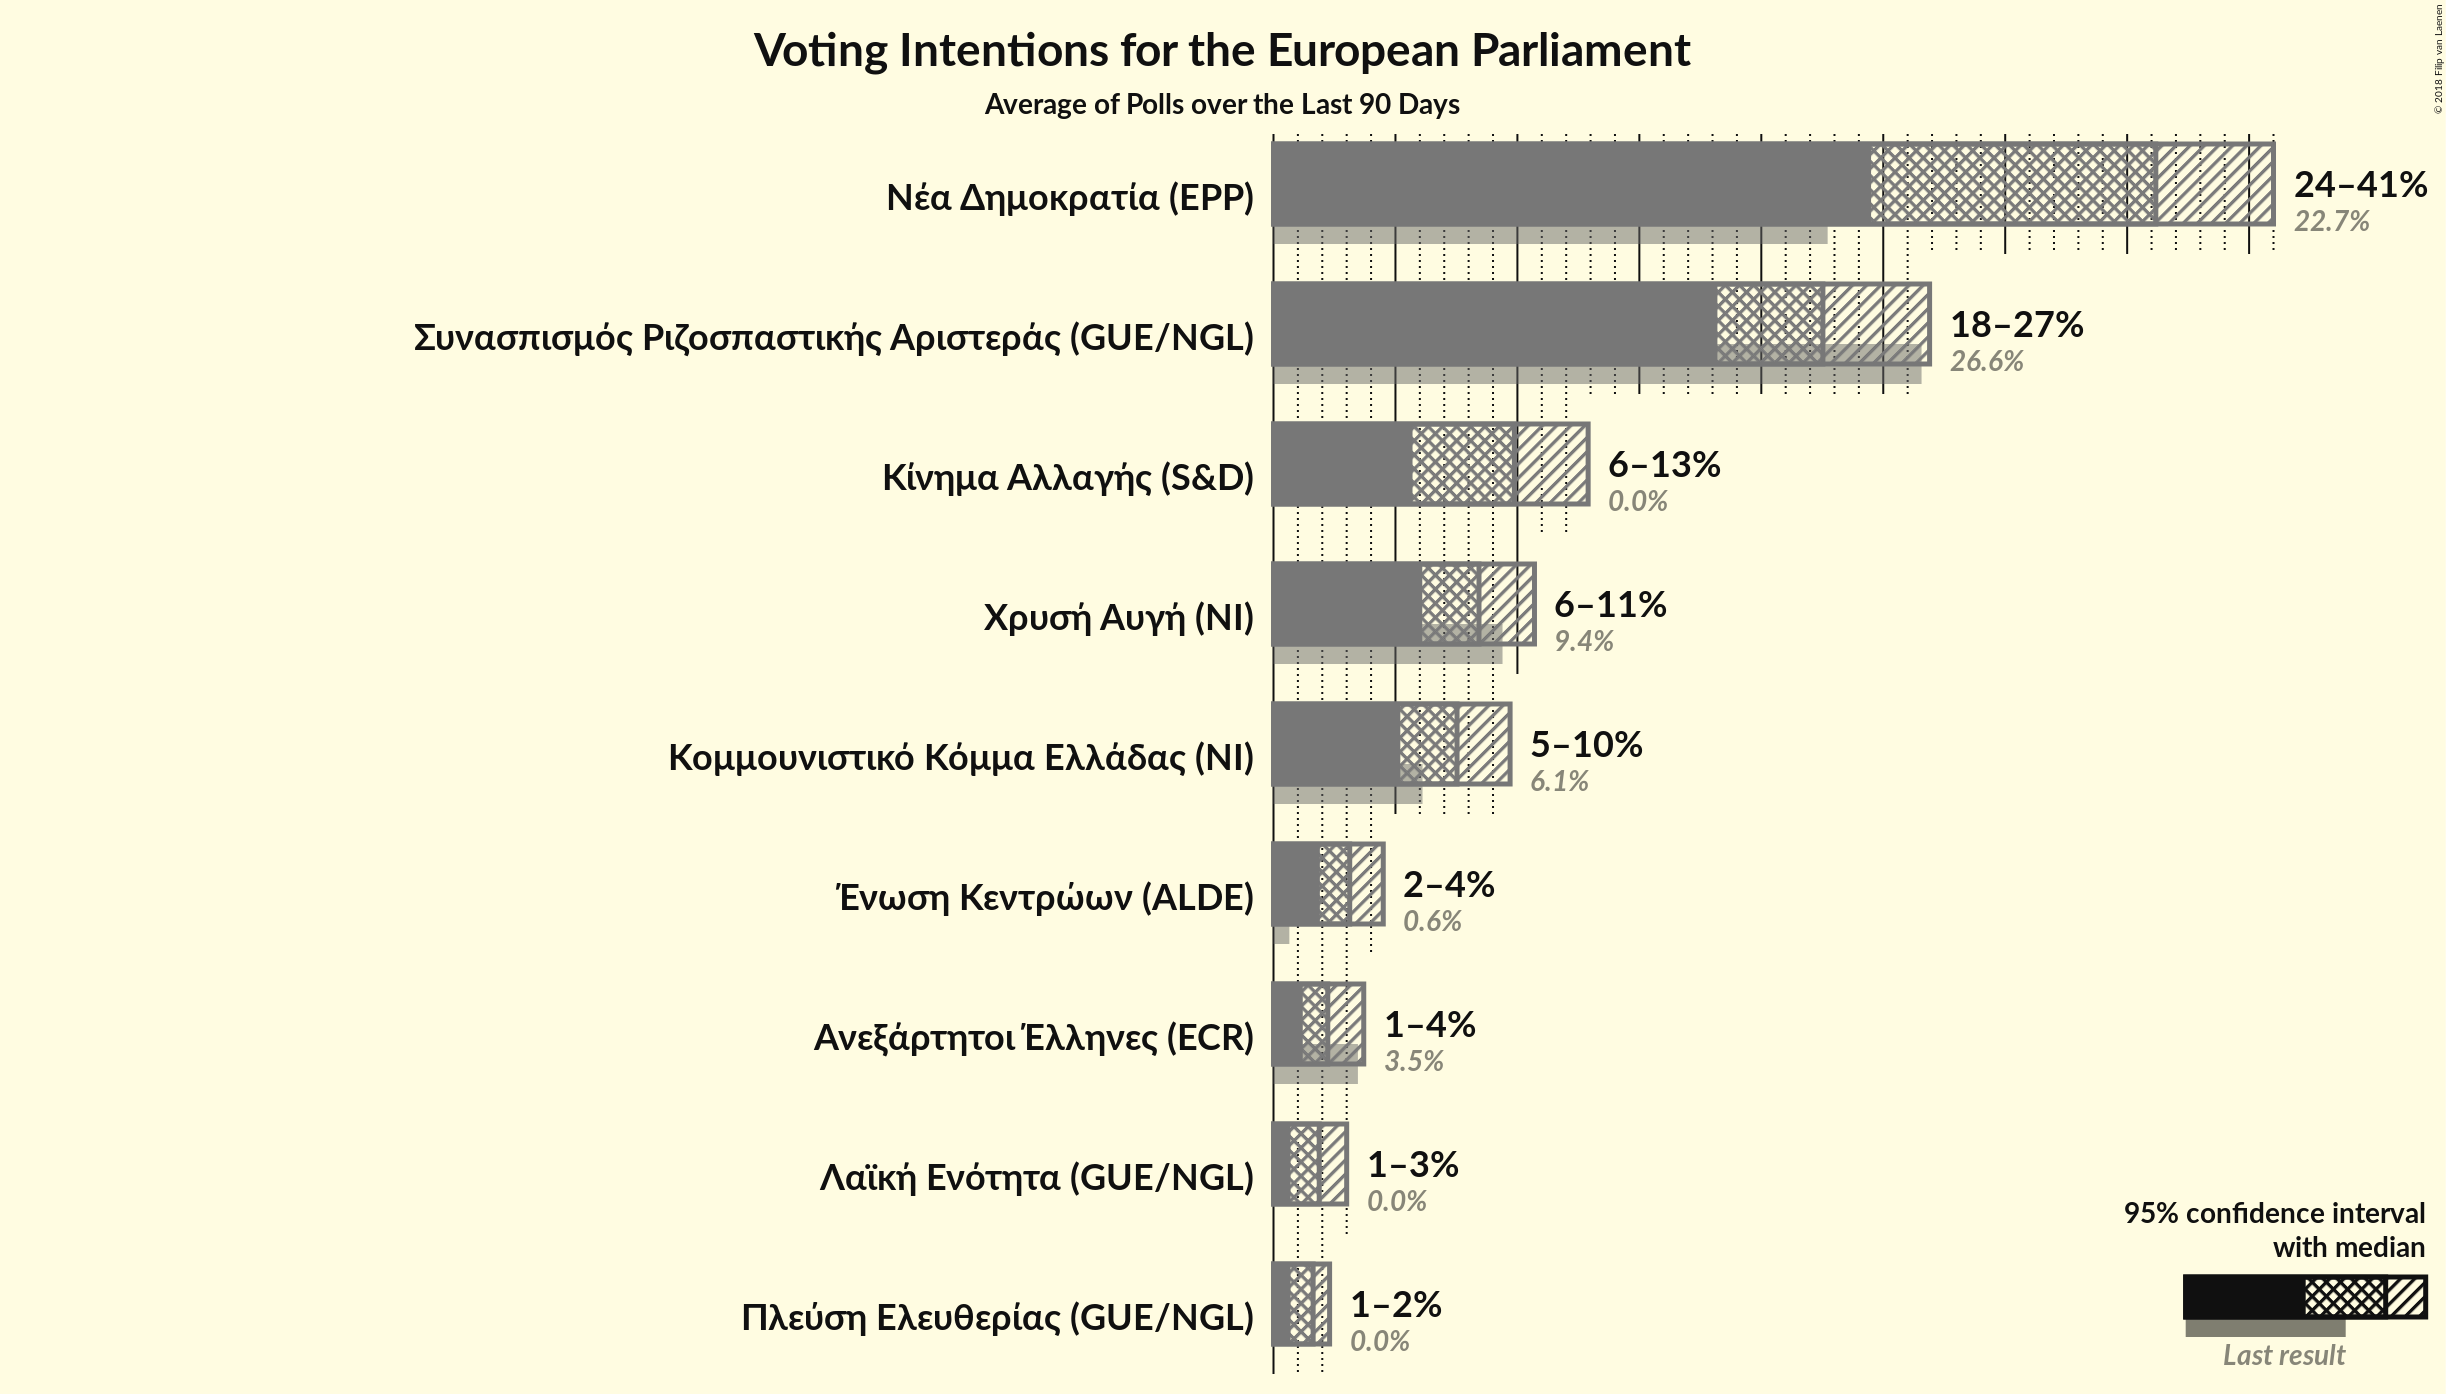 Voting Intentions for the European Parliament
Average of Polls over the Last 90 Days
© 2018 Filip van Laenen
Νέα Δημοκρατία (EPP)
24–41%
22.7%
Συνασπισμός Ριζοσπαστικής Αριστεράς (GUE/NGL)
18–27%
26.6%
Κίνημα Αλλαγής (S&D)
6–13%
0.0%
Χρυσή Αυγή (NI)
6–11%
9.4%
Κομμουνιστικό Κόμμα Ελλάδας (NI)
5–10%
6.1%
Ένωση Κεντρώων (ALDE)
2–4%
0.6%
Ανεξάρτητοι Έλληνες (ECR)
1–4%
3.5%
Λαϊκή Ενότητα (GUE/NGL)
1–3%
0.0%
Πλεύση Ελευθερίας (GUE/NGL)
1–2%
0.0%
95% confidence interval
with median
Last result